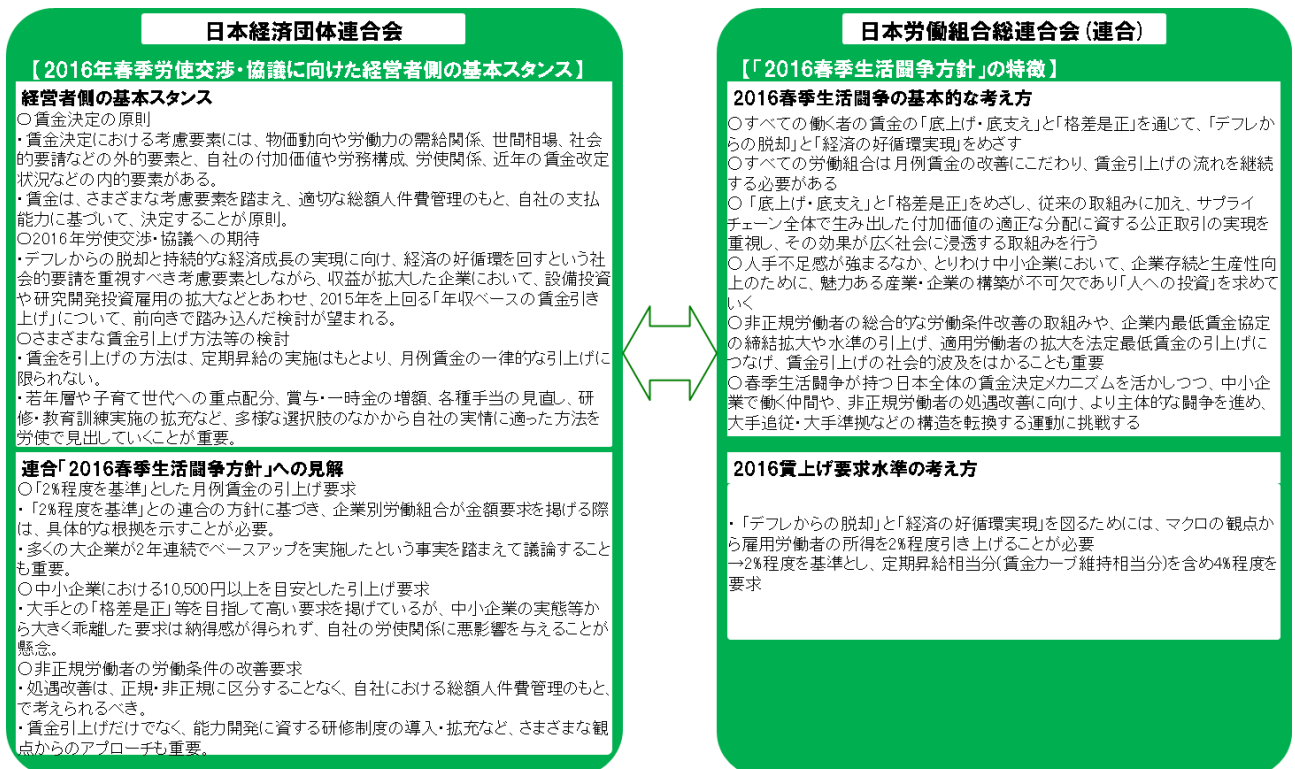 日本経済団体連合会
【2016年春季労使交渉・協議に向けた経営者側の基本スタンス】
経営者側の基本スタンス
○賃金決定の原則
・賃金決定における考慮要素には、物価動向や労働力の需給関係、世間相場、社会
的要請などの外的要素と、自社の付加価値や労務構成、労使関係、近年の賃金改定
状況などの内的要素がある。
・賃金は、さまざまな考慮要素を踏まえ、適切な総額人件費管理のもと、自社の支払
能力に基づいて、決定することが原則。
○2016年労使交渉・協議への期待
・デフレからの脱却と持続的な経済成長の実現に向け、経済の好循環を回すという社
会的要請を重視すべき考慮要素としながら、収益が拡大した企業において、設備投資
や研究開発投資雇用の拡大などとあわせ、2015年を上回る「年収ベースの賃金引き
上げ」について、前向きで踏み込んだ検討が望まれる。
○さまざまな賃金引上げ方法等の検討
・賃金を引上げの方法は、定期昇給の実施はもとより、月例賃金の一律的な引上げに
限られない。
・若年層や子育て世代への重点配分、賞与・一時金の増額、各種手当の見直し、研
修・教育訓練実施の拡充など、多様な選択肢のなかから自社の実情に適った方法を
労使で見出していくことが重要。
連合「2016春季生活闘争方針」への見解
○「2%程度を基準」とした月例賃金の引上げ要求
・「2%程度を基準」との連合の方針に基づき、企業別労働組合が金額要求を掲げる際
は、具体的な根拠を示すことが必要。
・多くの大企業が2年連続でベースアップを実施したという事実を踏まえて議論すること
も重要。
○中小企業における10,500円以上を目安とした引上げ要求
・大手との「格差是正」等を目指して高い要求を掲げているが、中小企業の実態等か
ら大きく乖離した要求は納得感が得られず、自社の労使関係に悪影響を与えることが
懸念。
○非正規労働者の労働条件の改善要求
・処遇改善は、正規・非正規に区分することなく、自社における総額人件費管理のもと、
で考えられるべき。
・賃金引上げだけでなく、能力開発に資する研修制度の導入・拡充など、さまざまな観
点からのアプローチも重要。
日本労働組合総連合会(連合)
【「2016春季生活闘争方針」の特徴】
2016春季生活闘争の基本的な考え方
○すべての働く者の賃金の「底上げ・底支え」と「格差是正」を通じて、「デフレか
らの脱却」と「経済の好循環実現」をめざす
○すべての労働組合は月例賃金の改善にこだわり、賃金引上げの流れを継続
する必要がある
○「底上げ・底支え」と「格差是正」をめざし、従来の取組みに加え、サプライ
チェーン全体で生み出した付加価値の適正な分配に資する公正取引の実現を
重視し、その効果が広く社会に浸透する取組みを行う
○人手不足感が強まるなか、とりわけ中小企業において、企業存続と生産性向
上のために、魅力ある産業・企業の構築が不可欠であり「人への投資」を求めて
いく
○非正規労働者の総合的な労働条件改善の取組みや、企業内最低賃金協定
の締結拡大や水準の引上げ、適用労働者の拡大を法定最低賃金の引上げに
つなげ、賃金引上げの社会的波及をはかることも重要
○春季生活闘争が持つ日本全体の賃金決定メカニズムを活かしつつ、中小企
業で働く仲間や、非正規労働者の処遇改善に向け、より主体的な闘争を進め、
大手追従・大手準拠などの構造を転換する運動に挑戦する
2016賃上げ要求水準の考え方
・「デフレからの脱却」と「経済の好循環実現」を図るためには、マクロの観点か
ら雇用労働者の所得を2%程度引き上げることが必要
→2%程度を基準とし、定期昇給相当分(賃金カーブ維持相当分)を含め4%程度を
要求